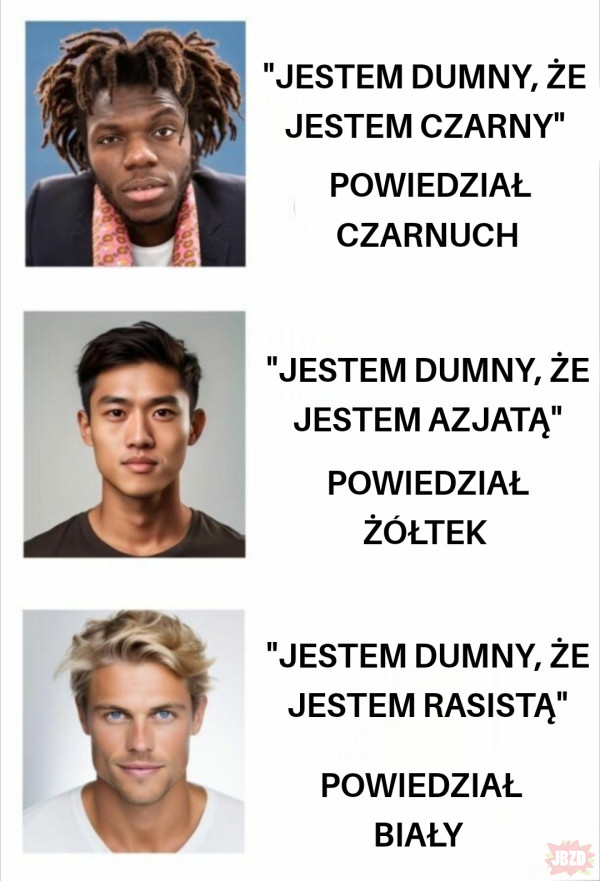 "JESTEM DUMNY, ŻE
JESTEM CZARNY"
POWIEDZIAŁ
CZARNUCH
"JESTEM DUMNY, ŻE
JESTEM AZJATĄ"
POWIEDZIAŁ
ŻÓŁTEK
"JESTEM DUMNY, ŻE
JESTEM RASISTĄ"
POWIEDZIAŁ
BIAŁY
JBZD